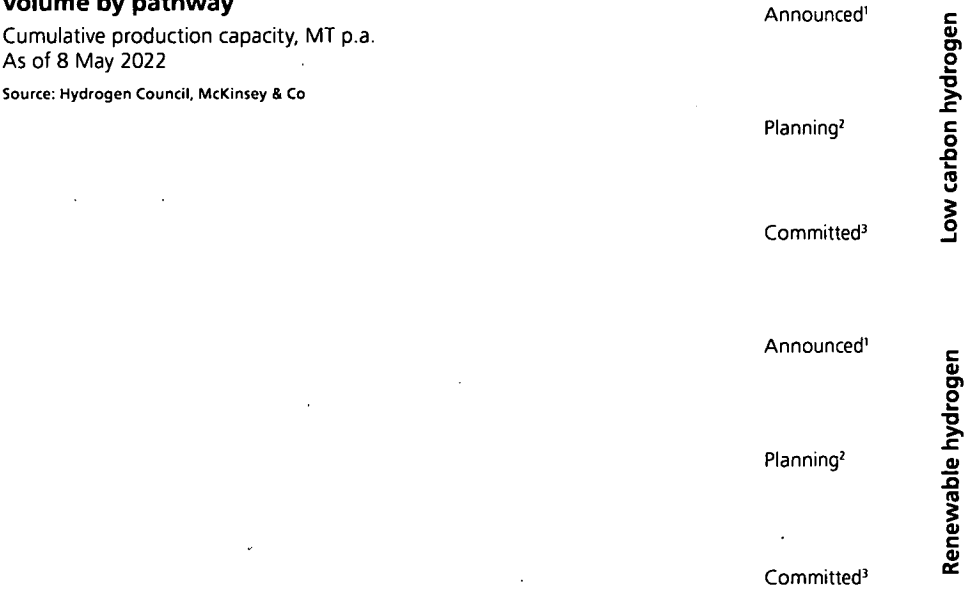 volume by pathway
Cumulative production capacity, MT p.a.
As of 8 May 2022
Source: Hydrogen Council, McKinsey & Co
Announced¹
Planning²
Committed³
Low carbon hydrogen
Announced¹
Planning²
Committed³
Renewable hydrogen